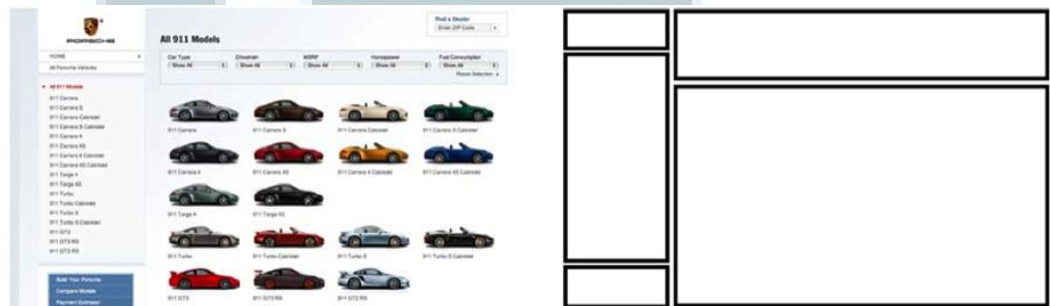 PORSCHE
HOME
All Porsche Vehicles
All 911 Models
911 Carrera
911 Carrera S
911 Carrera Cabriolet
911 Carrera S Cabriolet
911 Carrera 4
911 Carrera 4S
911 Carrera 4 Cabriolet
911 Carrera 4S Cabriolet
911 Targa 4
911 Targa 4S
911 Turbo
911 Turbo Cabriolet
911 Turbo S
911 Turbo S Cabriolet
911 GT3
911 GT3 RS
911 GT2 RS
Build Your Porsche
Compare Models
Payment Estimator
Find a Dealer
Enter ZIP Code
All 911 Models
Car Type Drivetrain MSRP Horsepower Fuel Consumption
Show All Show All Show All Show All Show All
Reset Selection
911 Carrera 911 Carrera S 911 Carrera Cabriolet 911 Carrera S Cabriolet
911 Carrera 4 911 Carrera 4S 911 Carrera 4 Cabriolet 911 Carrera 4S Cabriolet
911 Targa 4 911 Targa 4S
911 Turbo 911 Turbo Cabriolet 911 Turbo S 911 Turbo S Cabriolet
911 GT3 911 GT3 RS 911 GT2 RS